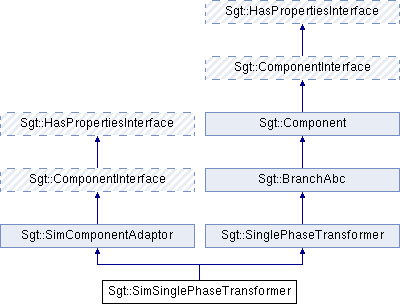 Sgt::HasPropertiesInterface
Sgt::ComponentInterface
Sgt::HasPropertiesInterface
Sgt::Component
Sgt::ComponentInterface
Sgt::BranchAbc
Sgt::SimComponentAdaptor
Sgt::SinglePhaseTransformer
Sgt::SimSinglePhaseTransformer